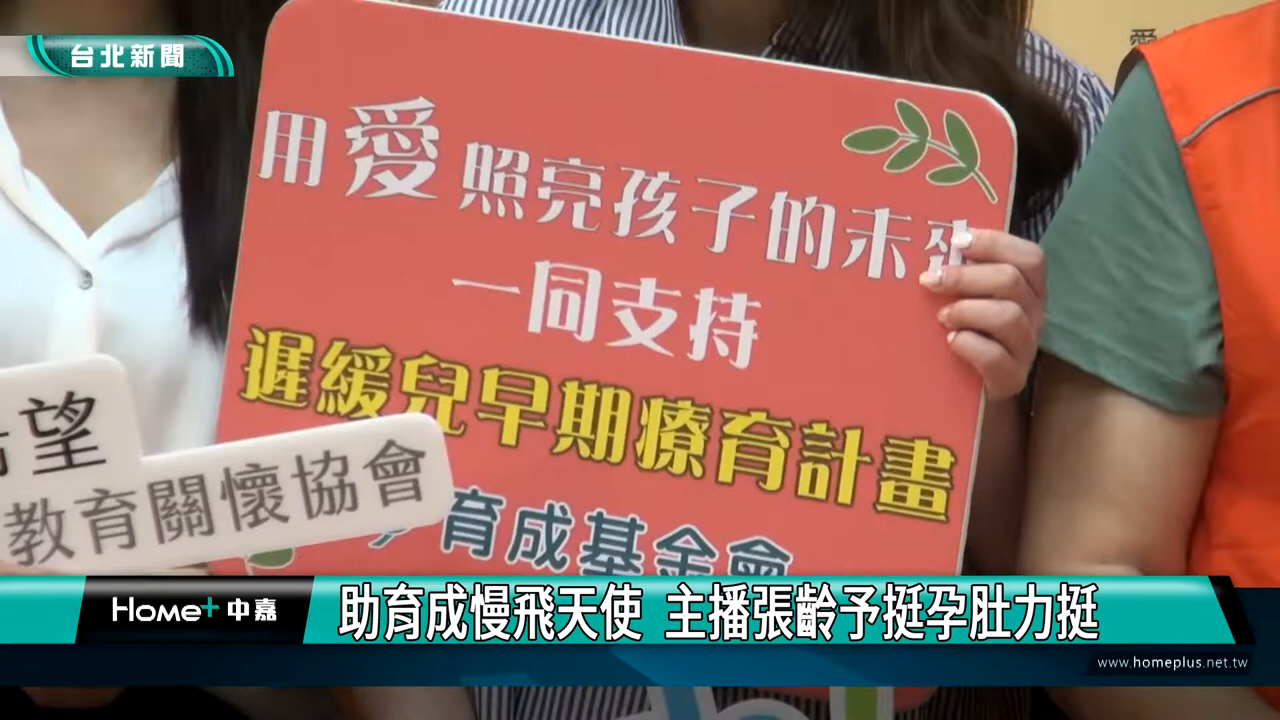 台北新聞
愛
用愛照亮孩子的未來
一同支持
遲緩兒早期療育計畫
育成基金會
望
教育關懷協會
Home+中嘉
助育成慢飛天使 主播張齡予挺孕肚力挺
www.homeplus.net.tw